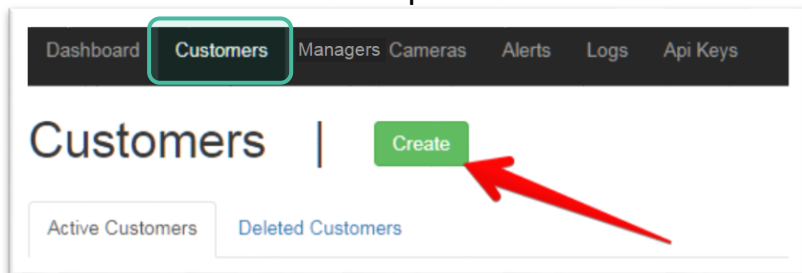 Dashboard Customers Managers Cameras Alerts Logs Api Keys
Customers | Create
Active Customers Deleted Customers